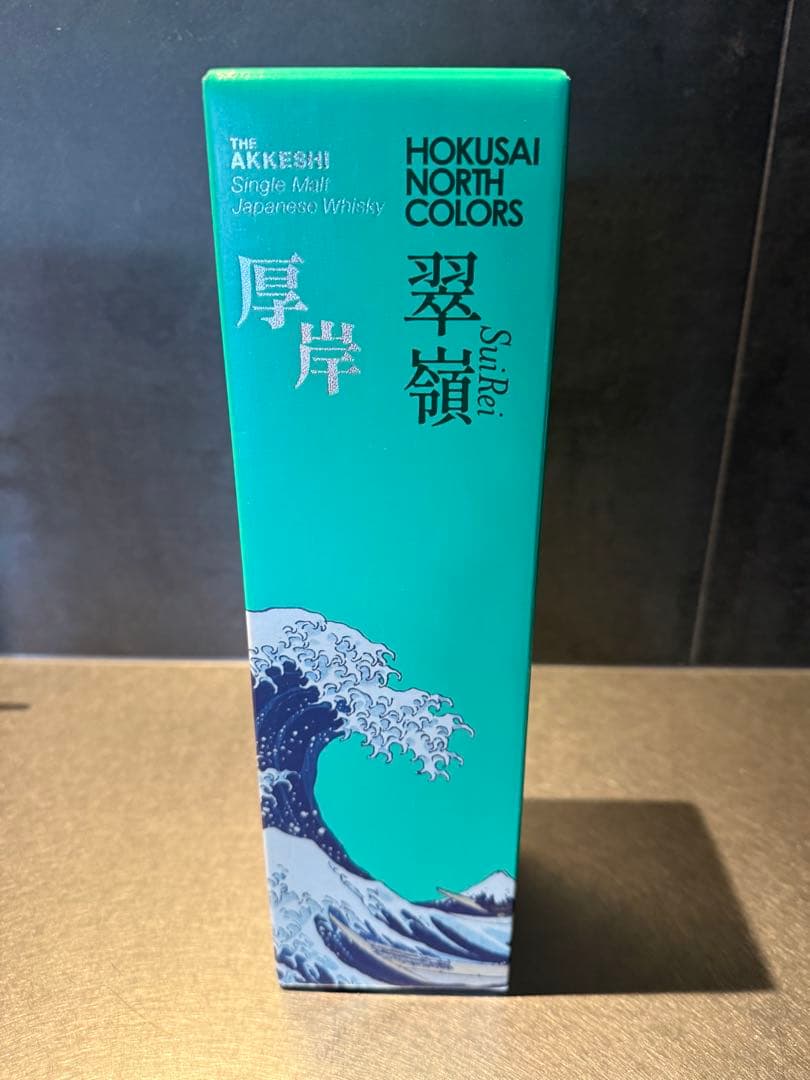 THE
AKKESHI
Single Malt
Japanese Whisky
厚岸
HOKUSAI
NORTH
COLORS
翠嶺
SuiRei